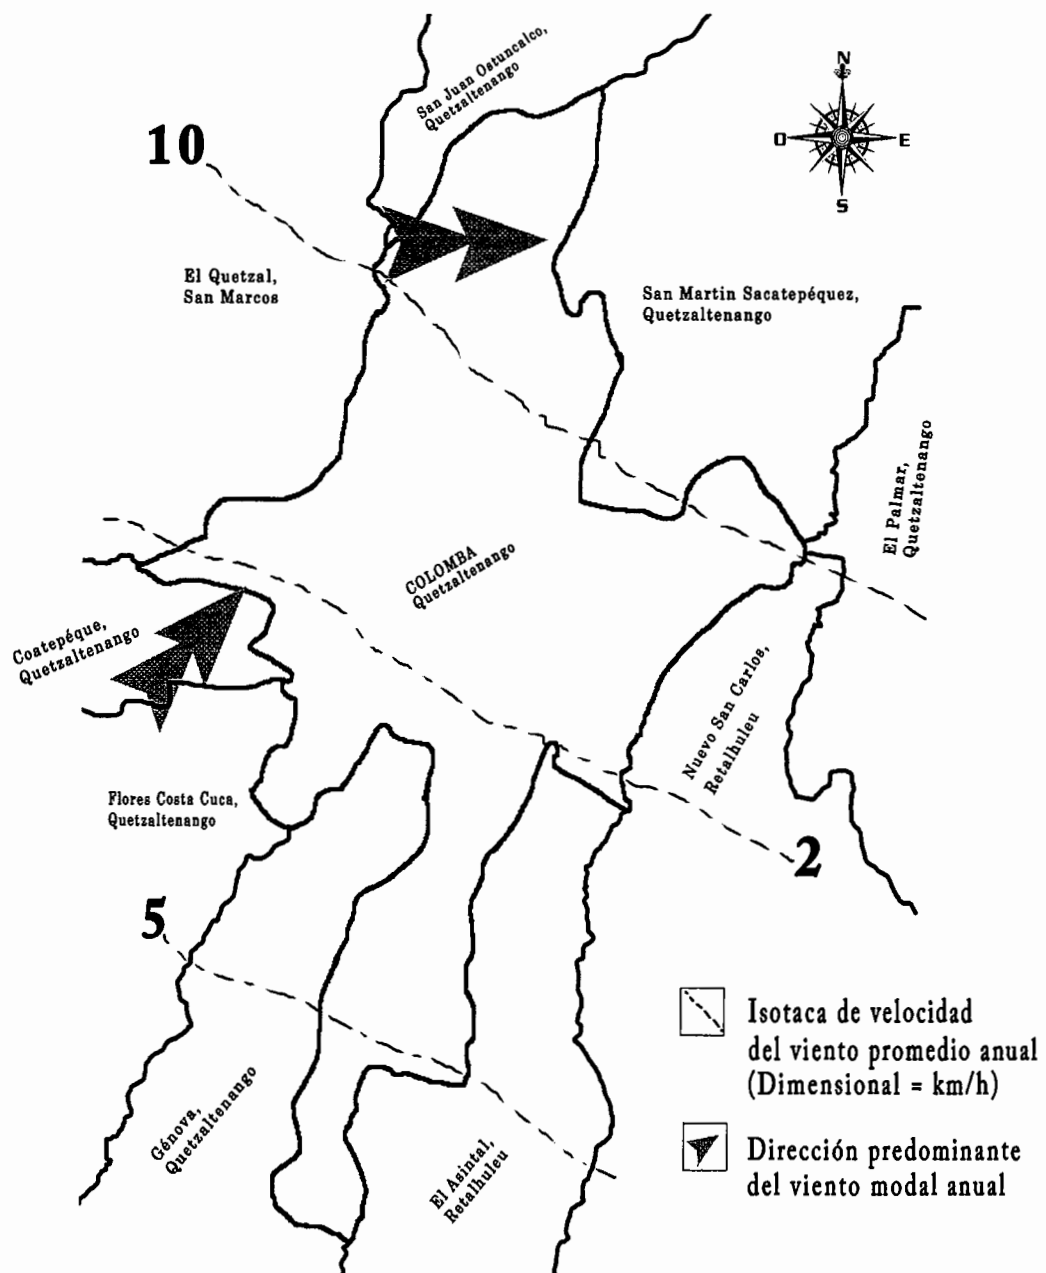 San Juan Ostuncalco,
Quetzaltenango
N
O
E
S
10
El Quetzal,
San Marcos
San Martin Sacatepéquez,
Quetzaltenango
El Palmar,
Quetzaltenango
COLOMBA
Quetzaltenango
Coatepéque,
Quetzaltenango
Nuevo San Carlos,
Retalhuleu
Flores Costa Cuca,
Quetzaltenango
2
5
Isotaca de velocidad
del viento promedio anual
(Dimensional = km/h)
Génova,
Quetzaltenango
El Asintal,
Retalhuleu
Dirección predominante
del viento modal anual